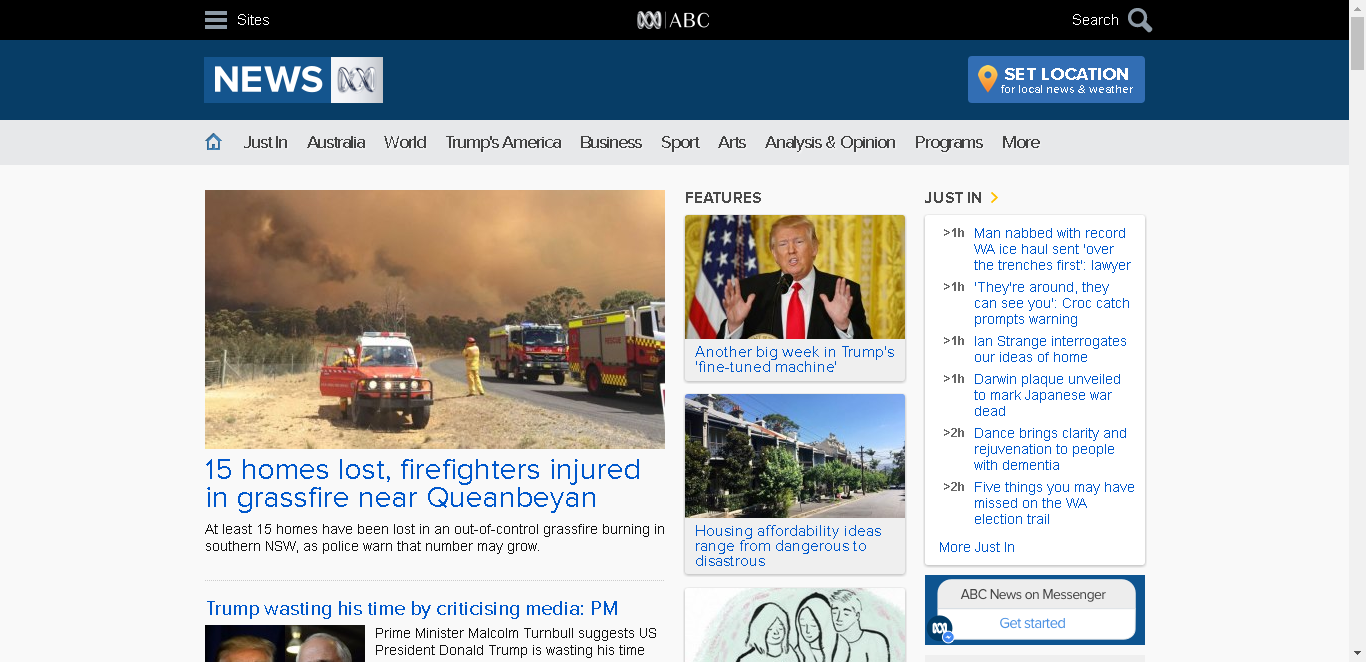 Sites
ABC
Search
NEWS
SET LOCATION
for local news & weather
Just In
Australia
World
Trump's America
Business
Sport
Arts
Analysis & Opinion
Programs
More
15 homes lost, firefighters injured
in grassfire near Queanbeyan
At least 15 homes have been lost in an out-of-control grassfire burning in
southern NSW, as police warn that number may grow.
Trump wasting his time by criticising media: PM
Prime Minister Malcolm Turnbull suggests US
President Donald Trump is wasting his time
FEATURES
Another big week in Trump's
'fine-tuned machine'
Housing affordability ideas
range from dangerous to
disastrous
JUST IN
>1h Man nabbed with record
WA ice haul sent 'over
the trenches first': lawyer
>1h 'They're around, they
can see you': Croc catch
prompts warning
>1h Ian Strange interrogates
our ideas of home
>1h Darwin plaque unveiled
to mark Japanese war
dead
>2h Dance brings clarity and
rejuvenation to people
with dementia
>2h Five things you may have
missed on the WA
election trail
More Just In
ABC News on Messenger
Get started